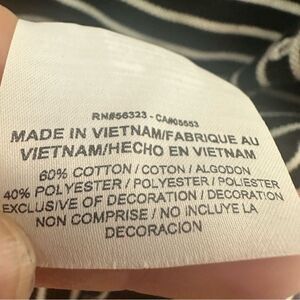 RN#56323 - CA#05553
MADE IN VIETNAM/FABRIQUE AU
VIETNAM/HECHO EN VIETNAM
60% COTTON / COTON / ALGODON
40% POLYESTER / POLYESTER / POLIESTER
EXCLUSIVE OF DECORATION / DECORATION
NON COMPRISE / NO INCLUYE LA
DECORACION